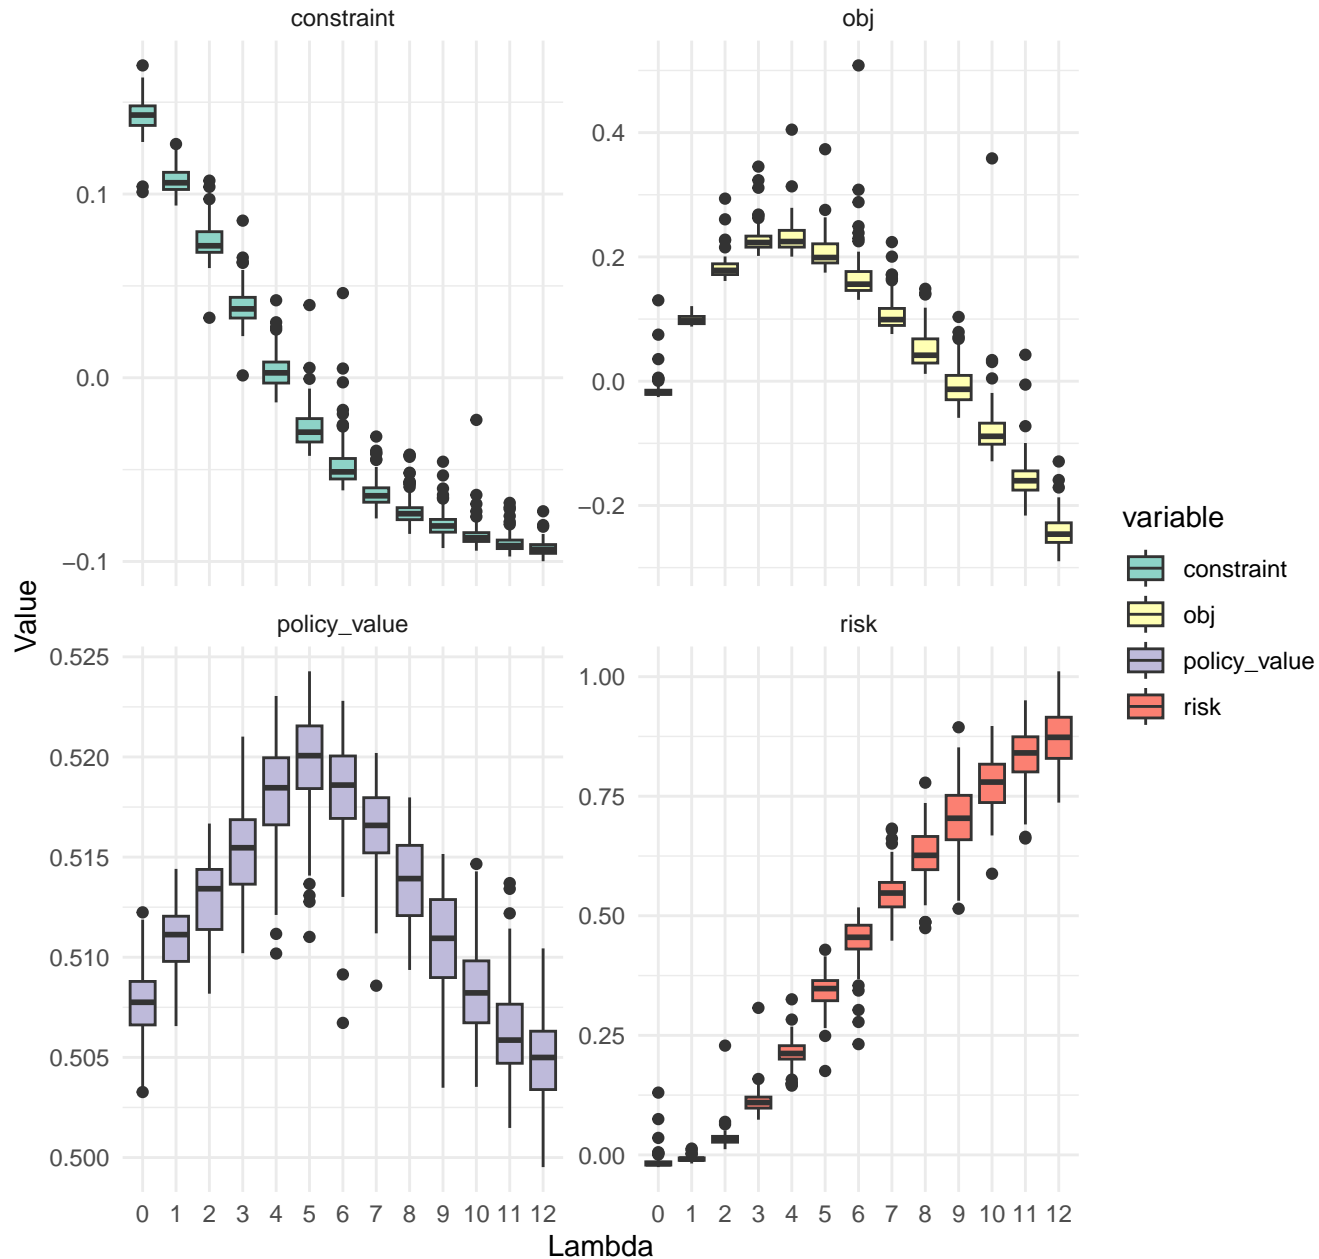 constraint
obj
0.1
0.0
−0.1
0.4
0.2
0.0
−0.2
Value
policy_value
risk
0.525
0.520
0.515
0.510
0.505
0.500
1.00
0.75
0.50
0.25
0.00
0 1 2 3 4 5 6 7 8 9 10 11 12
0 1 2 3 4 5 6 7 8 9 10 11 12
Lambda
variable
constraint
obj
policy_value
risk